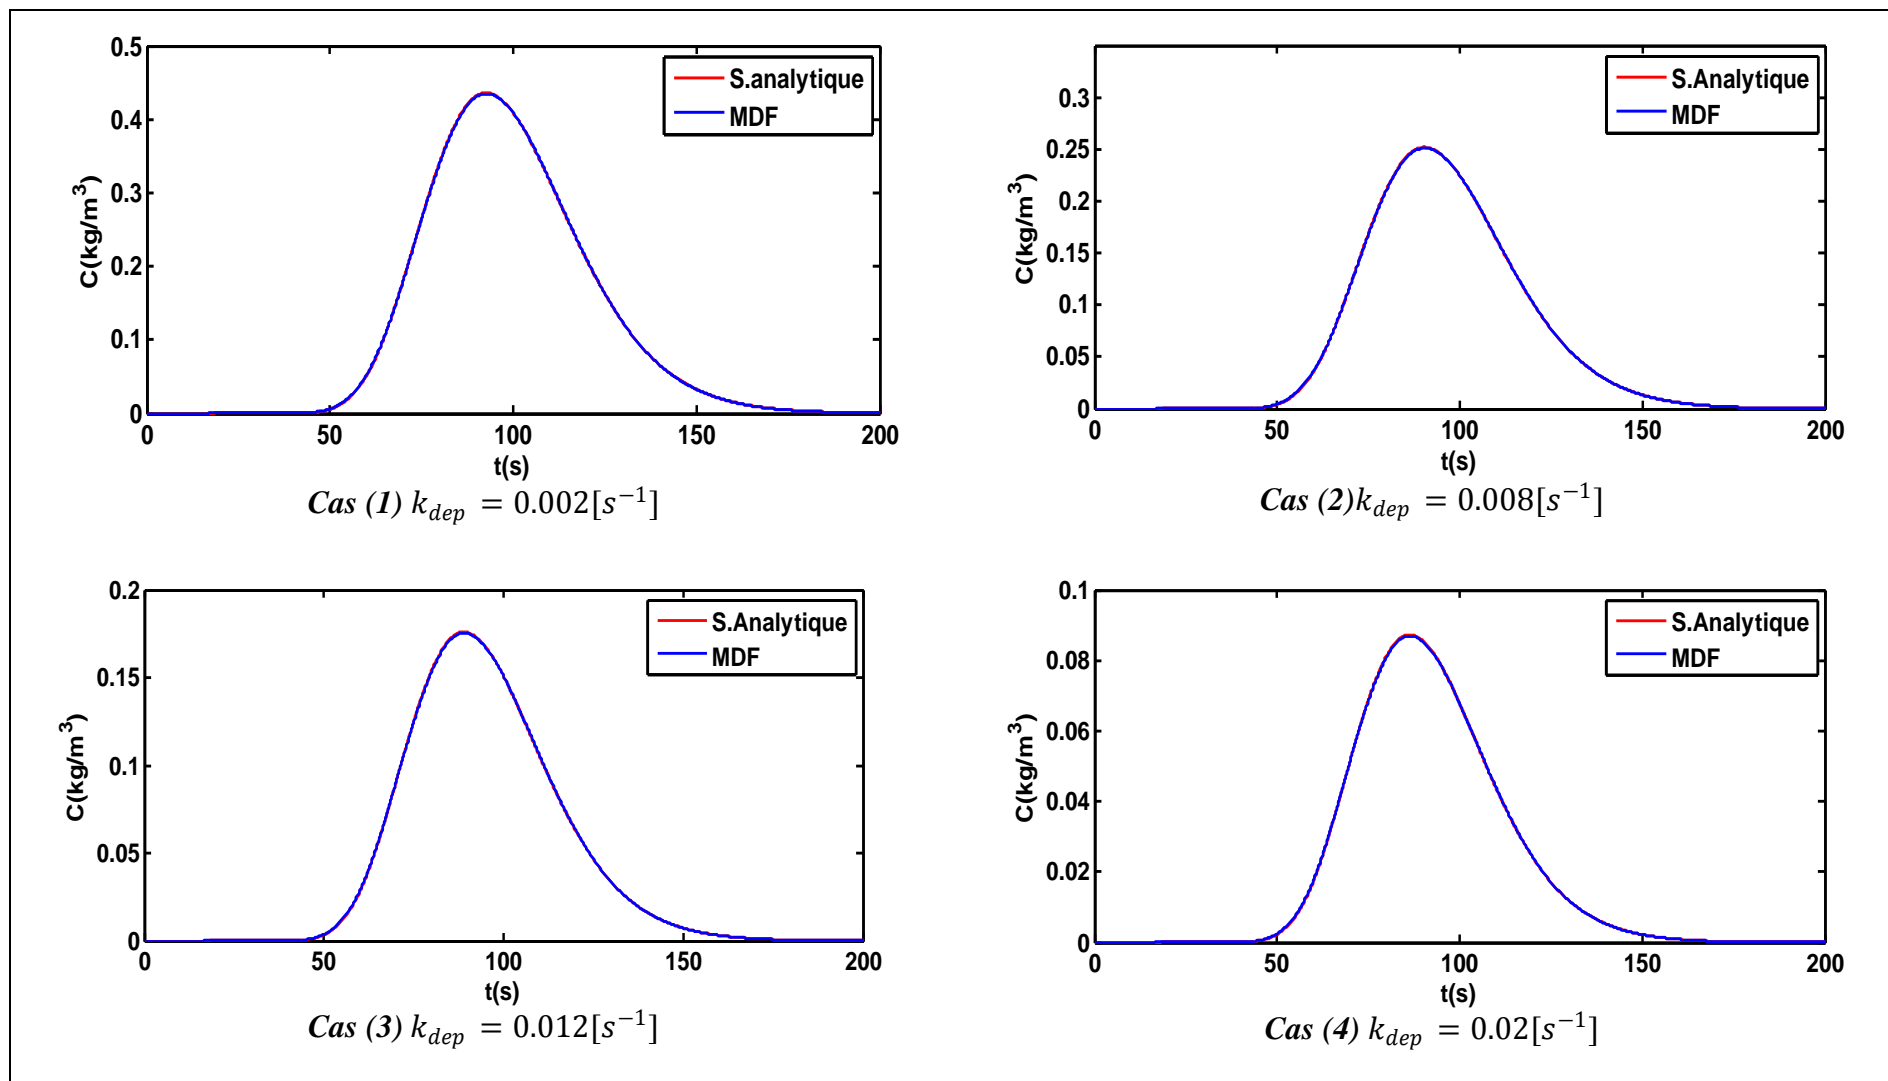 0.5
0.4
0.3
0.2
0.1
0
C(kg/m³)
S.analytique
MDF
0 50 100 150 200
t(s)
Cas (1) k_dep = 0.002[s⁻¹]
0.3
0.25
0.2
0.15
0.1
0.05
0
C(kg/m³)
S.Analytique
MDF
0 50 100 150 200
t(s)
Cas (2)k_dep = 0.008[s⁻¹]
0.2
0.15
0.1
0.05
0
C(kg/m³)
S.Analytique
MDF
0 50 100 150 200
t(s)
Cas (3) k_dep = 0.012[s⁻¹]
0.1
0.08
0.06
0.04
0.02
0
C(kg/m³)
S.Analytique
MDF
0 50 100 150 200
t(s)
Cas (4) k_dep = 0.02[s⁻¹]